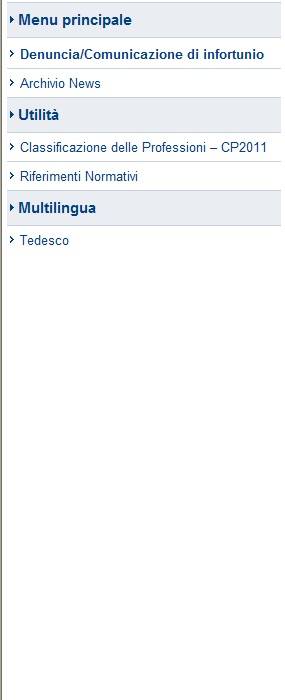 Menu principale
Denuncia/Comunicazione di infortunio
Archivio News
Utilità
Classificazione delle Professioni – CP2011
Riferimenti Normativi
Multilingua
Tedesco